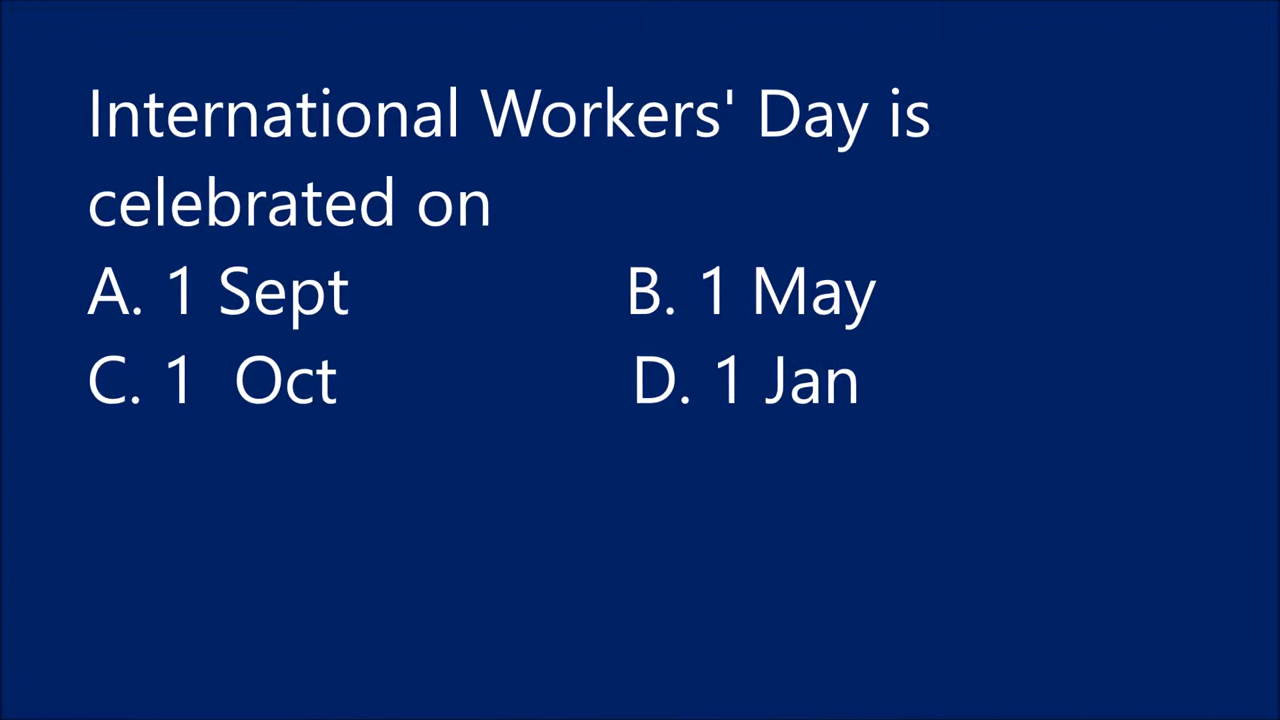 International Workers' Day is
celebrated on
A. 1 Sept B. 1 May
C. 1 Oct D. 1 Jan